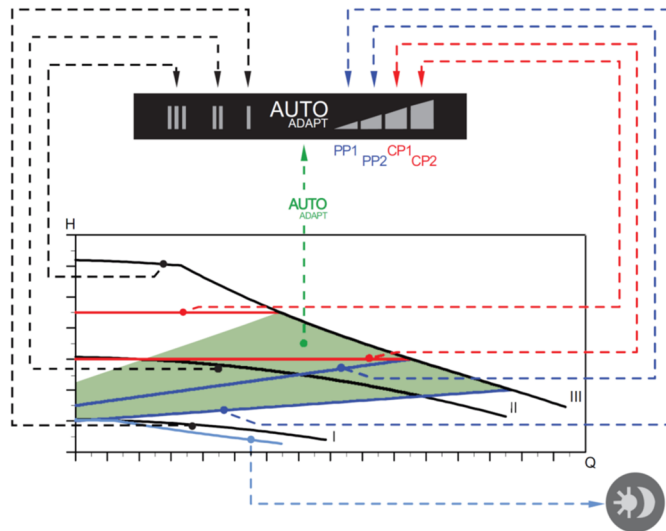 III II I AUTO
ADAPT
PP1 CP1
PP2 CP2
AUTO
ADAPT
H
III
II
I
Q